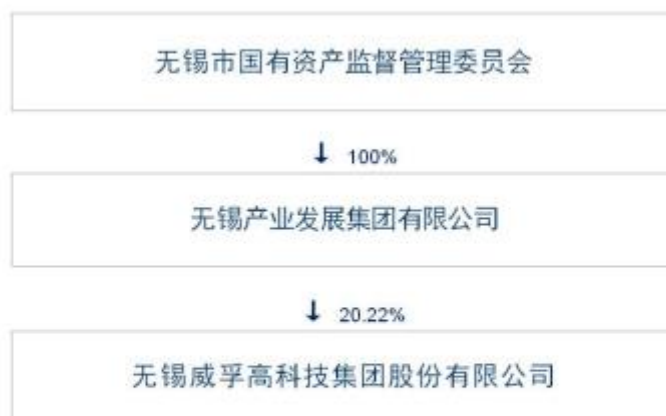 无锡市国有资产监督管理委员会
↓ 100%
无锡产业发展集团有限公司
↓ 20.22%
无锡威孚高科技集团股份有限公司